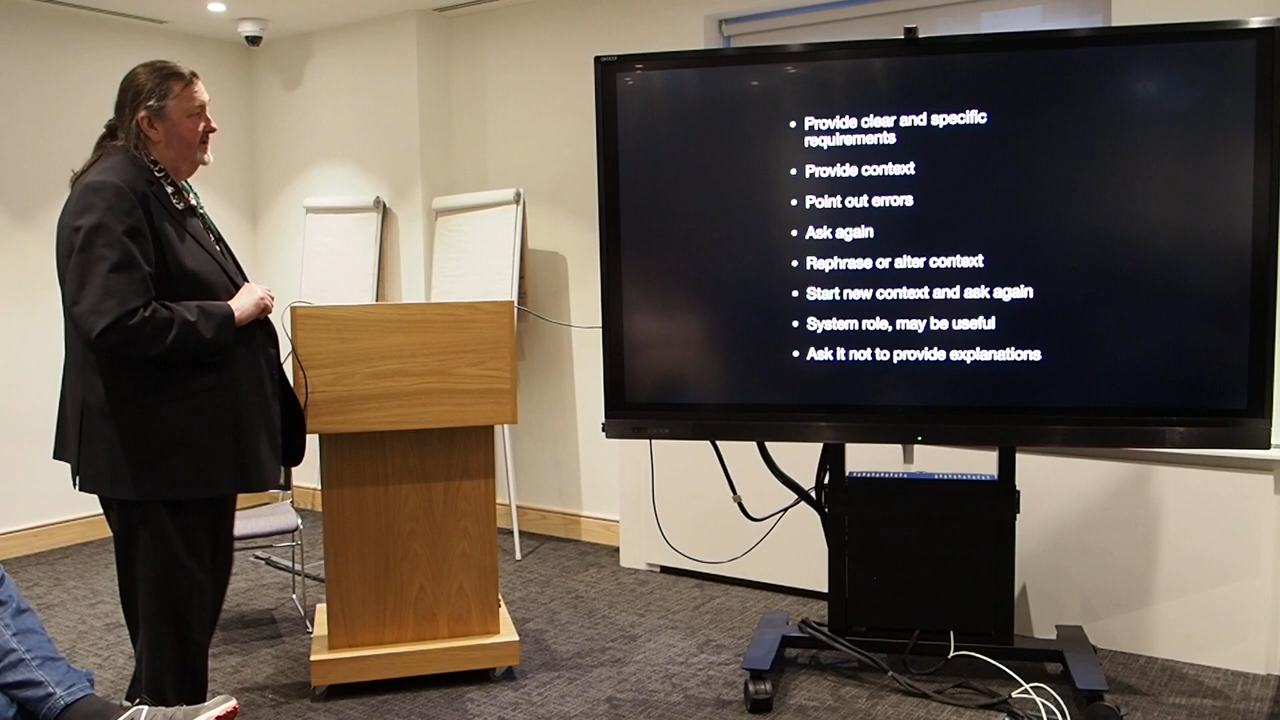 • Provide clear and specific
requirements
• Provide context
• Point out errors
• Ask again
• Rephrase or alter context
• Start new context and ask again
• System role, may be useful
• Ask it not to provide explanations